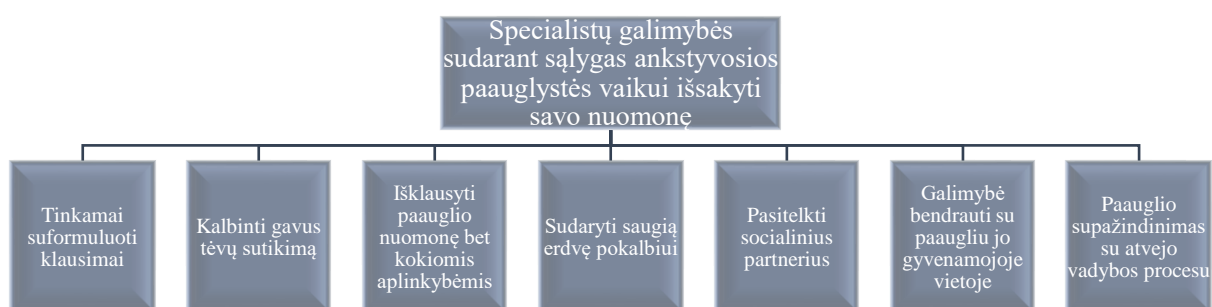 Specialistų galimybės
sudarant sąlygas ankstyvosios
paauglystės vaikui išsakyti
savo nuomonę
Tinkamai
suformuluoti
klausimai
Kalbinti gavus
tėvų sutikimą
Išklausyti
paauglio
nuomonę bet
kokiomis
aplinkybėmis
Sudaryti saugią
erdvę pokalbiui
Pasitelkti
socialinius
partnerius
Galimybė
bendrauti su
paaugliu jo
gyvenamojoje
vietoje
Paauglio
supažindinimas
su atvejo
vadybos procesu